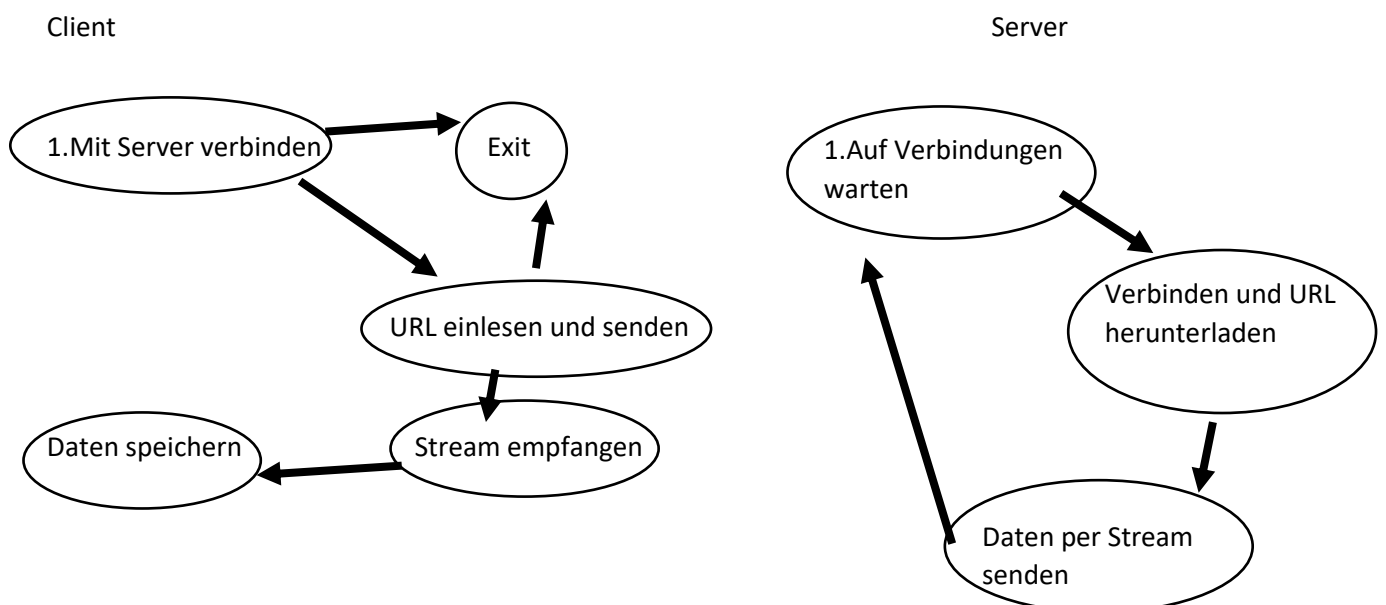 Client
Server
1.Mit Server verbinden
Exit
1.Auf Verbindungen
warten
URL einlesen und senden
Verbinden und URL
herunterladen
Daten speichern
Stream empfangen
Daten per Stream
senden